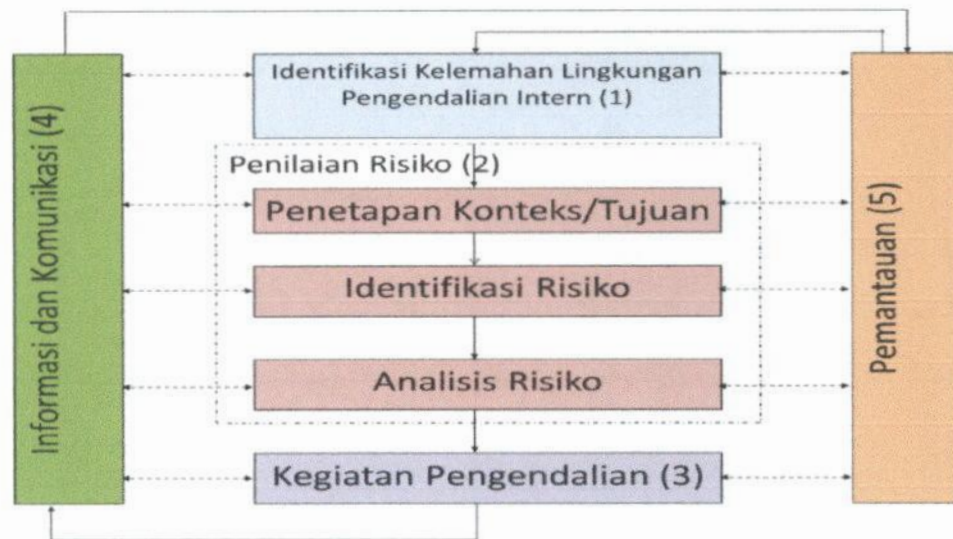 Identifikasi Kelemahan Lingkungan
Pengendalian Intern (1)
Penilaian Risiko (2)
Penetapan Konteks/Tujuan
Identifikasi Risiko
Analisis Risiko
Kegiatan Pengendalian (3)
Informasi dan Komunikasi (4)
Pemantauan (5)